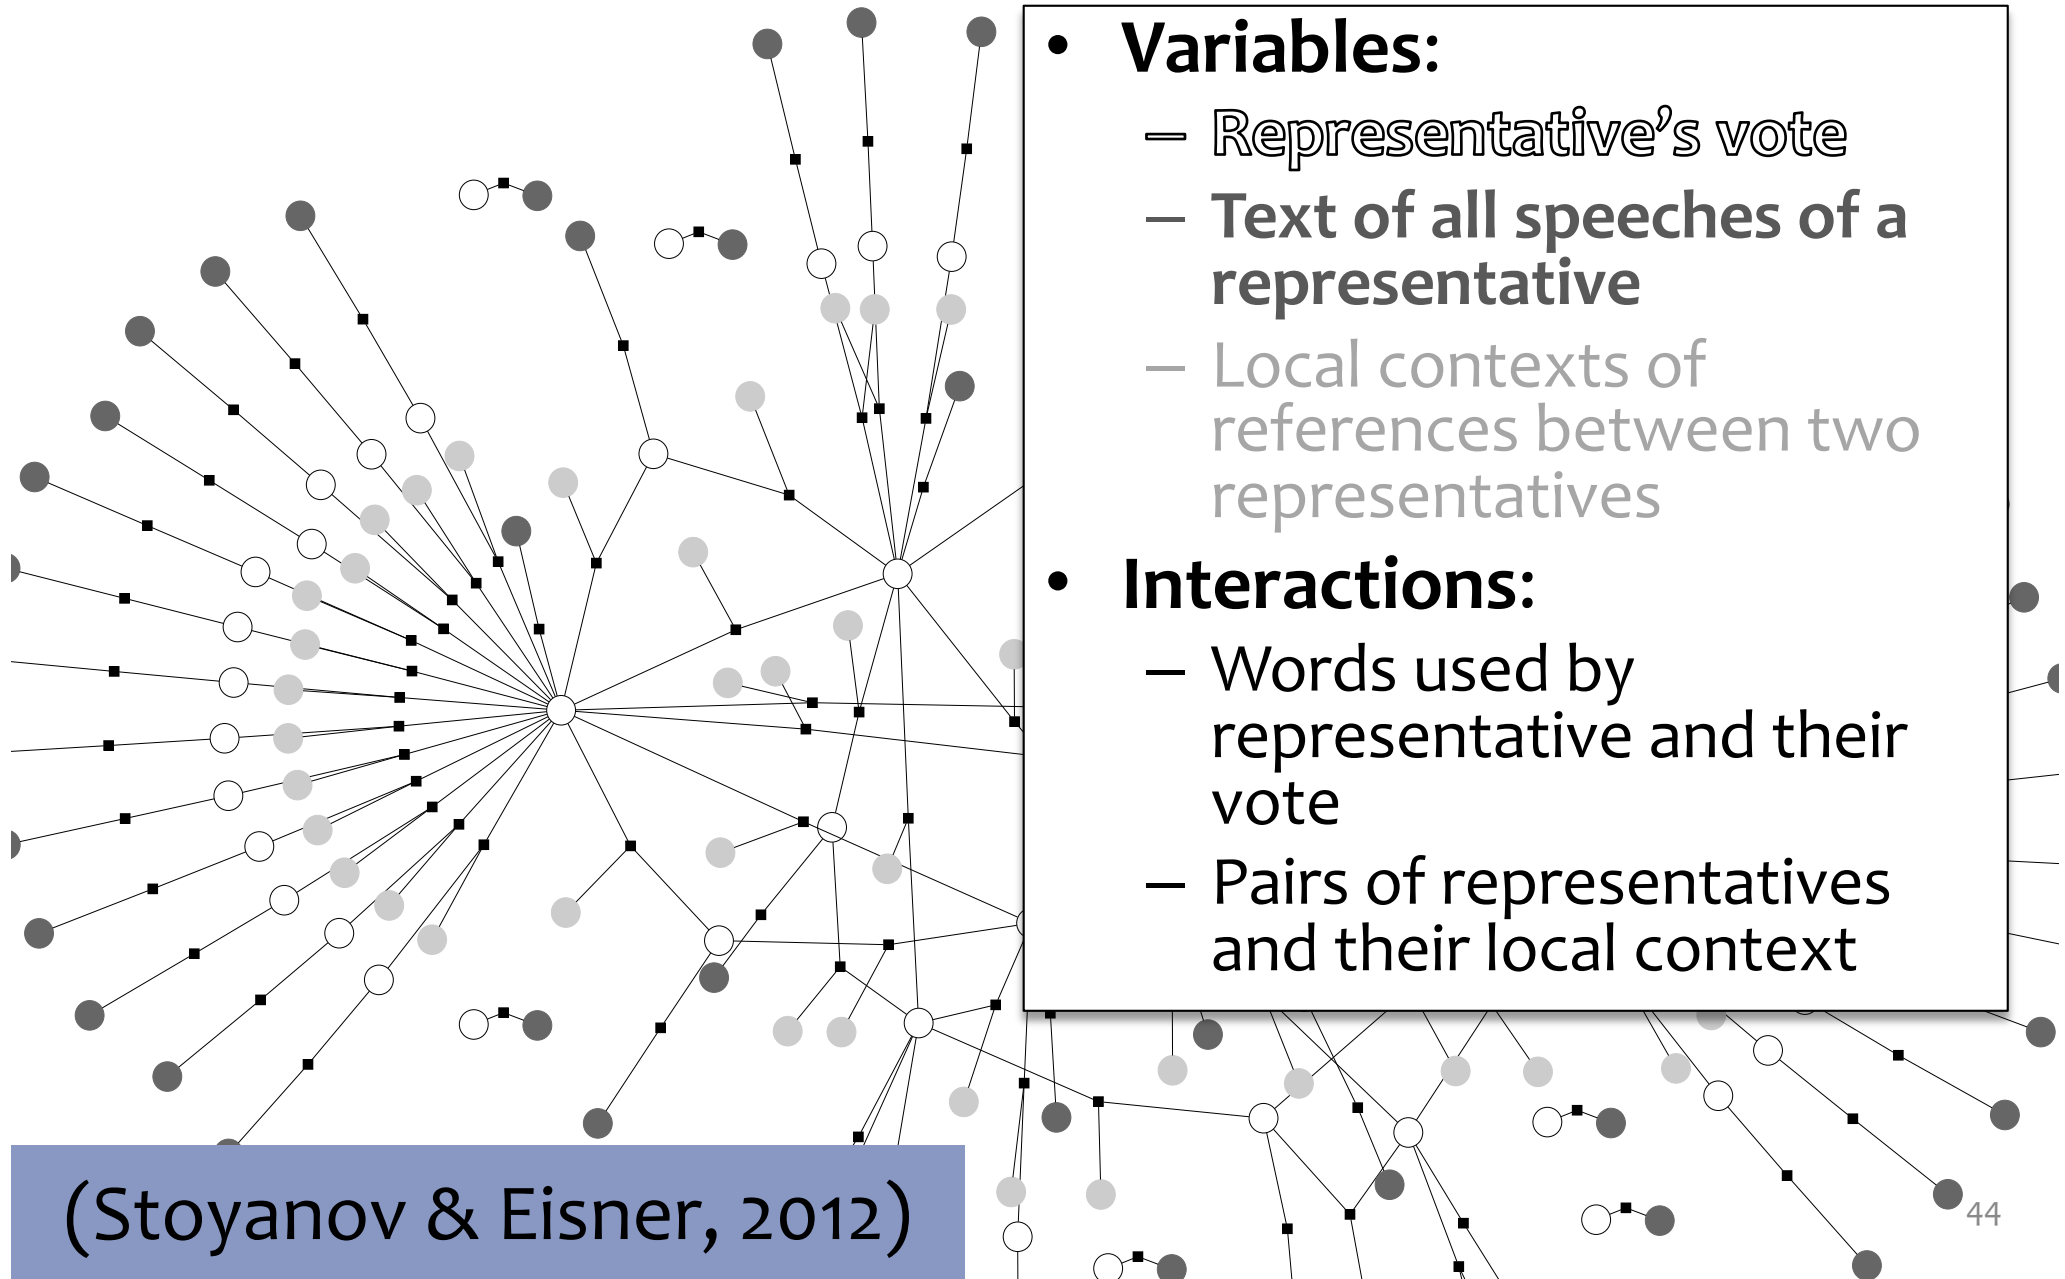 • Variables:
– Representative’s vote
– Text of all speeches of a
representative
– Local contexts of
references between two
representatives
• Interactions:
– Words used by
representative and their
vote
– Pairs of representatives
and their local context
(Stoyanov & Eisner, 2012)
44